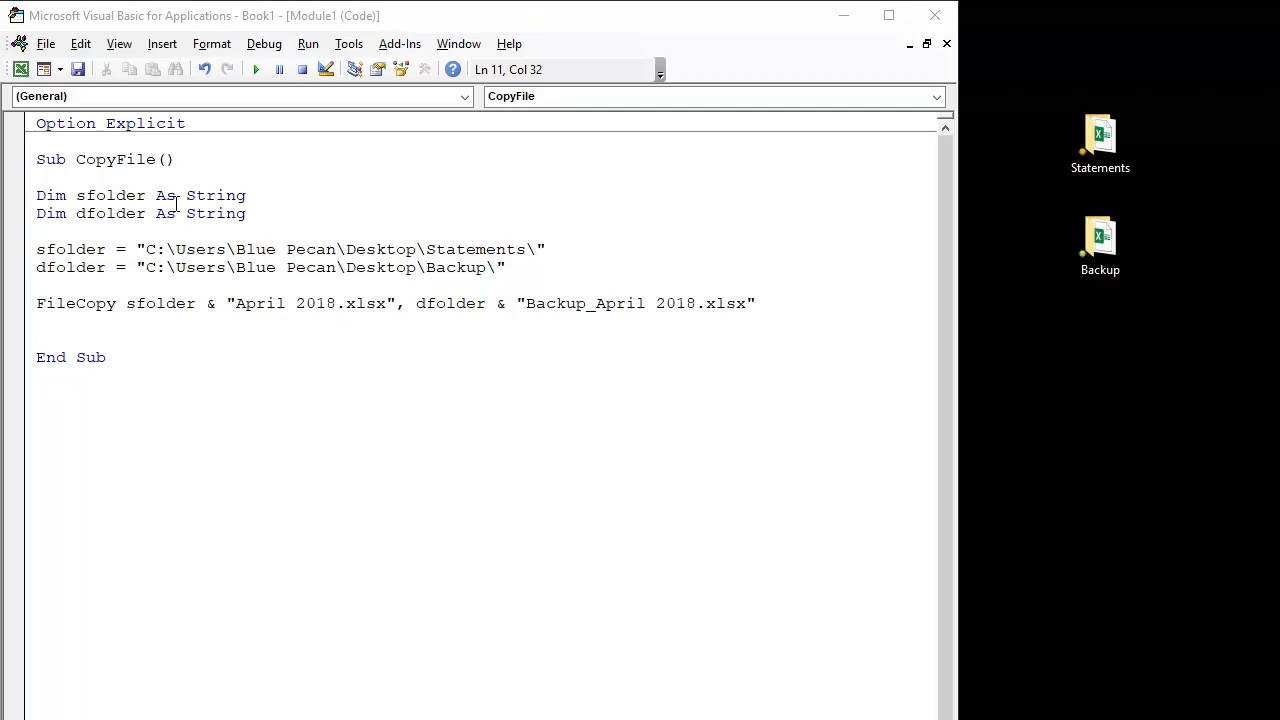 Microsoft Visual Basic for Applications - Book1 - [Module1 (Code)]
File Edit View Insert Format Debug Run Tools Add-Ins Window Help
Ln 11, Col 32
(General) CopyFile
Option Explicit
Sub CopyFile()
Dim sfolder As String
Dim dfolder As String
sfolder = "C:\Users\Blue Pecan\Desktop\Statements\"
dfolder = "C:\Users\Blue Pecan\Desktop\Backup\"
FileCopy sfolder & "April 2018.xlsx", dfolder & "Backup_April 2018.xlsx"
End Sub
Statements
Backup